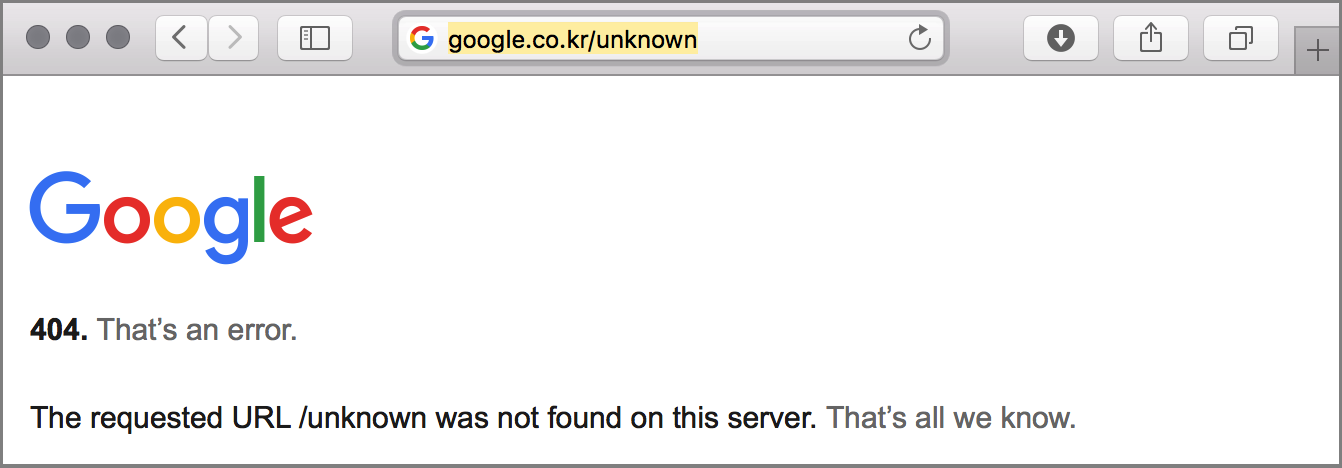 google.co.kr/unknown
Google
404. That’s an error.
The requested URL /unknown was not found on this server. That’s all we know.